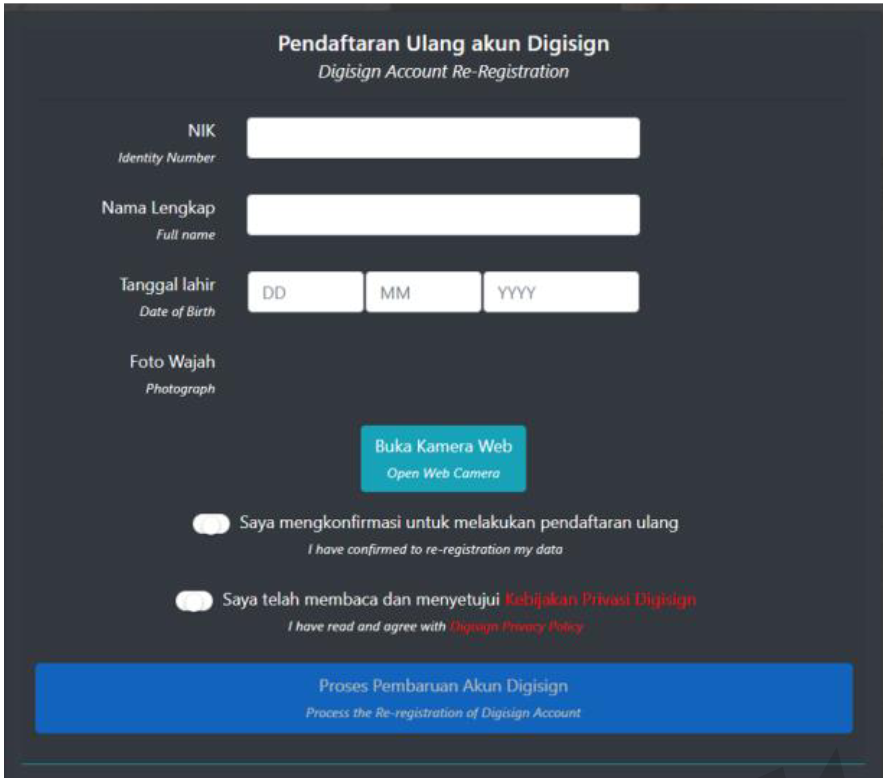 Pendaftaran Ulang akun Digisign
Digisign Account Re-Registration
NIK
Identity Number
Nama Lengkap
Full name
Tanggal lahir
DD MM YYYY
Date of Birth
Foto Wajah
Photograph
Buka Kamera Web
Open Web Camera
Saya mengkonfirmasi untuk melakukan pendaftaran ulang
I have confirmed to re-registration my data
Saya telah membaca dan menyetujui Kebijakan Privasi Digisign
I have read and agree with Digisign Privacy Policy
Proses Pembaruan Akun Digisign
Process the Re-registration of Digisign Account